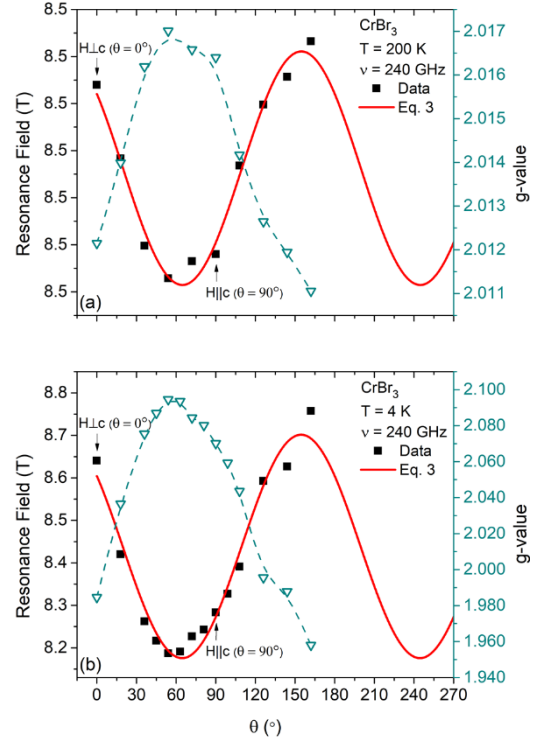 8.5
8.5
8.5
8.5
8.5
8.5
8.5
Resonance Field (T)
H⊥c (θ = 0°)
CrBr₃
T = 200 K
ν = 240 GHz
Data
Eq. 3
H||c (θ = 90°)
(a)
2.017
2.016
2.014
2.013
2.012
2.011
g-value
8.8
8.7
8.6
8.5
8.4
8.3
8.2
Resonance Field (T)
H⊥c (θ = 0°)
CrBr₃
T = 4 K
ν = 240 GHz
Data
Eq. 3
H||c (θ = 90°)
(b)
2.100
2.080
2.060
2.040
2.020
2.000
1.980
1.960
1.940
g-value
0 30 60 90 120 150 180 210 240 270
θ (°)